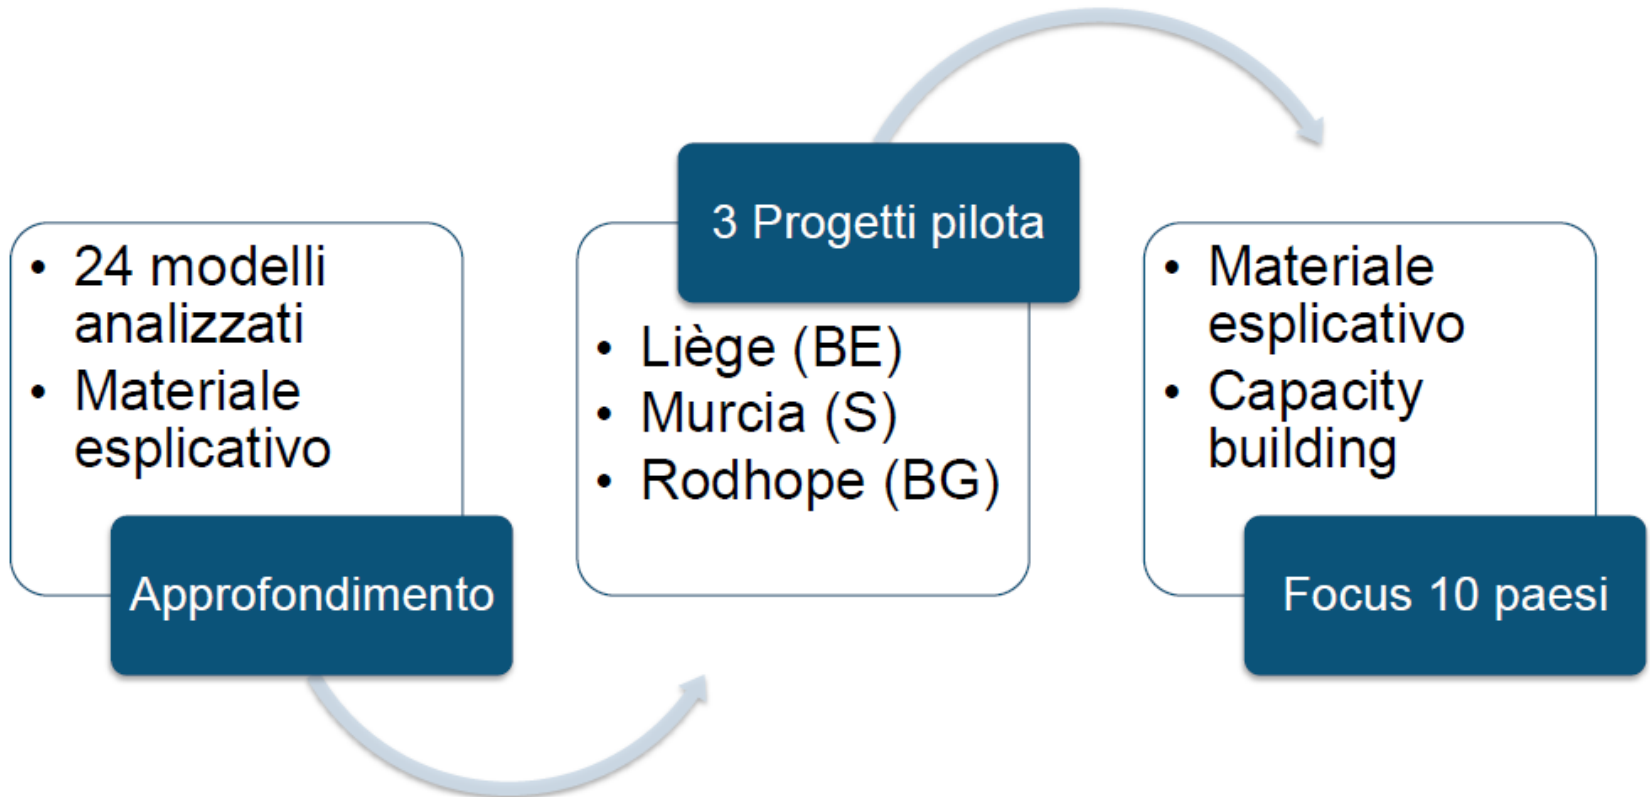 • 24 modelli
analizzati
• Materiale
esplicativo
Approfondimento
3 Progetti pilota
• Liège (BE)
• Murcia (S)
• Rodhope (BG)
• Materiale
esplicativo
• Capacity
building
Focus 10 paesi